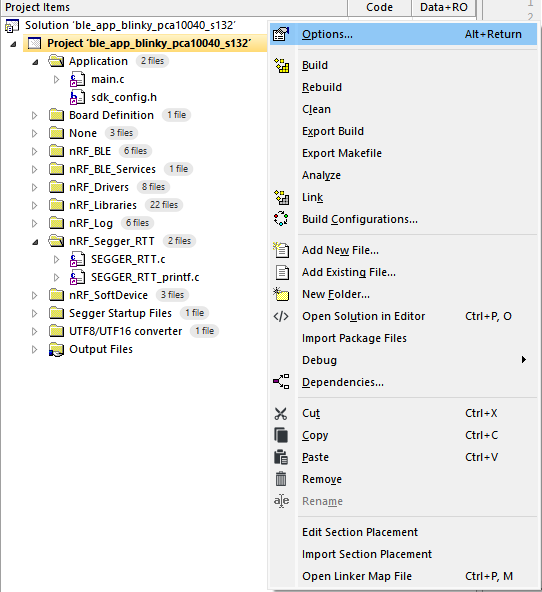 Project Items
Code
Data+RO
1
2
Solution 'ble_app_blinky_pca10040_s132'
Project 'ble_app_blinky_pca10040_s132'
Application 2 files
main.c
sdk_config.h
Board Definition 1 file
None 3 files
nRF_BLE 6 files
nRF_BLE_Services 1 file
nRF_Drivers 8 files
nRF_Libraries 22 files
nRF_Log 6 files
nRF_Segger_RTT 2 files
SEGGER_RTT.c
SEGGER_RTT_printf.c
nRF_SoftDevice 3 files
Segger Startup Files 1 file
UTF8/UTF16 converter 1 file
Output Files
Options... Alt+Return
Build
Rebuild
Clean
Export Build
Export Makefile
Analyze
Link
Build Configurations...
Add New File...
Add Existing File...
New Folder...
Open Solution in Editor Ctrl+P, O
Import Package Files
Debug
Dependencies...
Cut Ctrl+X
Copy Ctrl+C
Paste Ctrl+V
Remove
Rename
Edit Section Placement
Import Section Placement
Open Linker Map File Ctrl+P, M